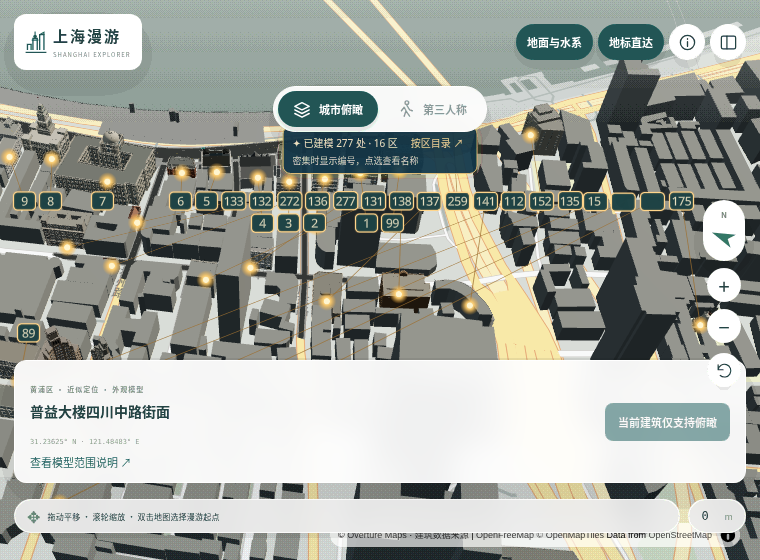 上海漫游
SHANGHAI EXPLORER
地面与水系
地标直达
城市俯瞰
第三人称
✦ 已建模 277 处 · 16 区 按区目录 ↗
密集时显示编号，点选查看名称
9 8 7 6 5 133 132 272 136 277 131 138 137 259 141 112 152 135 15 175
4 3 2 1 99
N
+
−
89
黄浦区 · 近似定位 · 外观模型
普益大楼四川中路街面
31.23625° N · 121.48483° E
查看模型范围说明 ↗
当前建筑仅支持俯瞰
拖动平移 · 滚轮缩放 · 双击地图选择漫游起点
0 m
© Overture Maps · 建筑数据来源 | OpenFreeMap © OpenMapTiles Data from OpenStreetMap